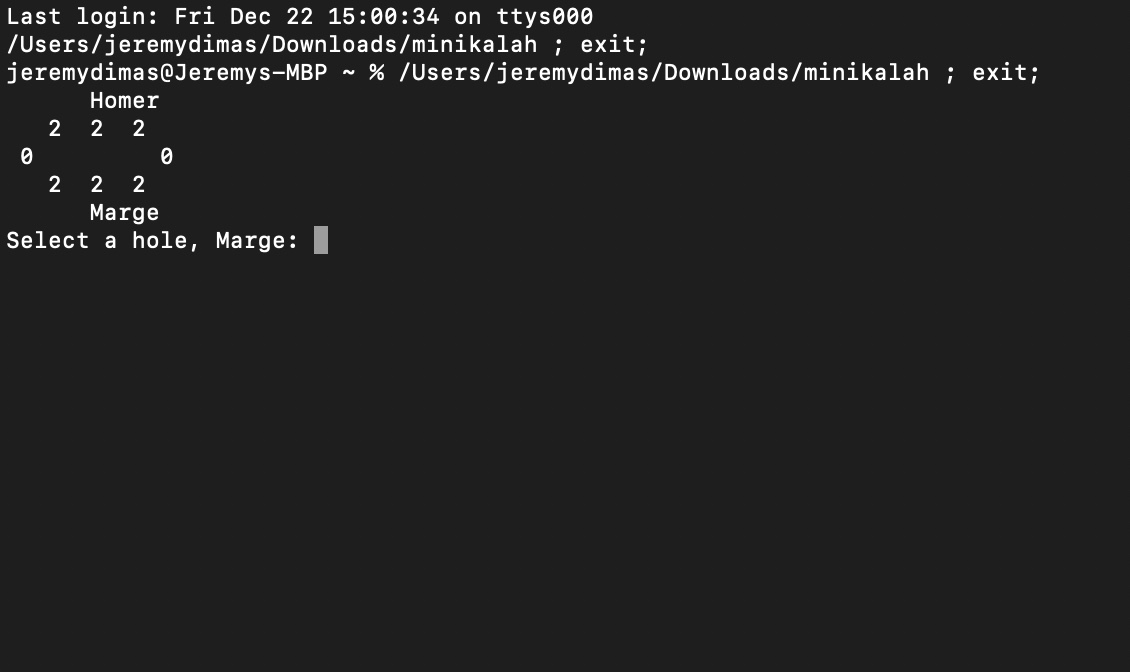 Last login: Fri Dec 22 15:00:34 on ttys000
/Users/jeremydimas/Downloads/minikalah ; exit;
jeremydimas@Jeremys-MBP ~ % /Users/jeremydimas/Downloads/minikalah ; exit;
      Homer
   2  2  2
 0         0
   2  2  2
      Marge
Select a hole, Marge: